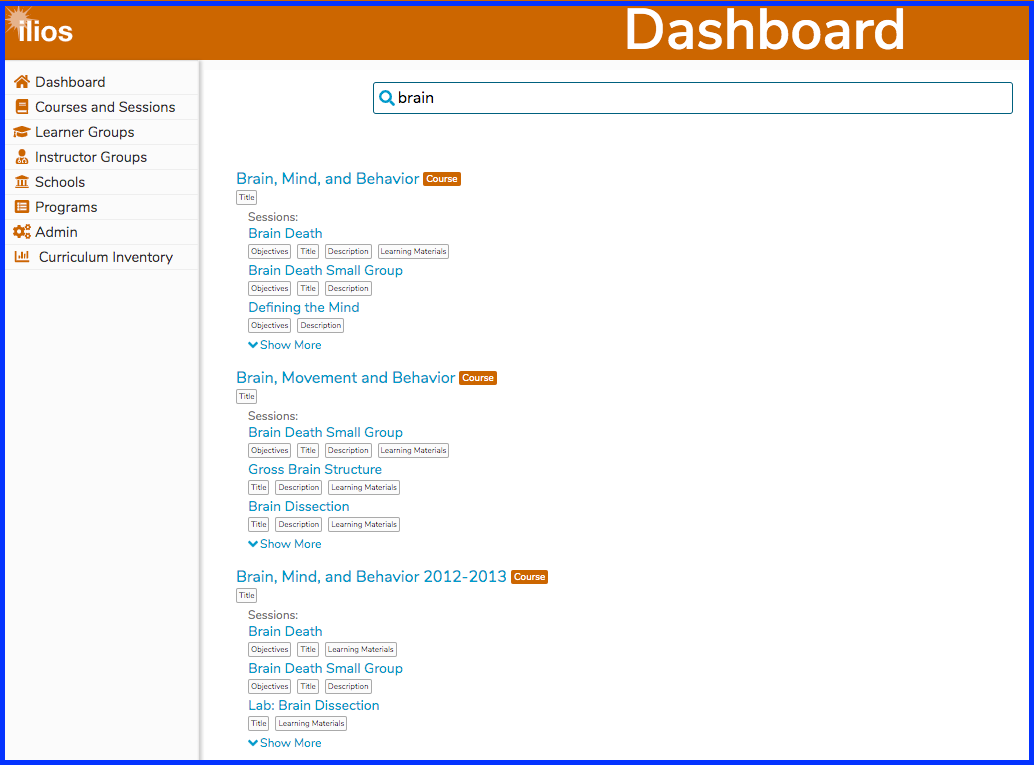 ilios
Dashboard
Dashboard
Courses and Sessions
Learner Groups
Instructor Groups
Schools
Programs
Admin
Curriculum Inventory
brain
Brain, Mind, and Behavior Course
Title
Sessions:
Brain Death
Objectives Title Description Learning Materials
Brain Death Small Group
Objectives Title Description
Defining the Mind
Objectives Description
Show More
Brain, Movement and Behavior Course
Title
Sessions:
Brain Death Small Group
Objectives Title Description Learning Materials
Gross Brain Structure
Title Description Learning Materials
Brain Dissection
Title Description Learning Materials
Show More
Brain, Mind, and Behavior 2012-2013 Course
Title
Sessions:
Brain Death
Objectives Title Learning Materials
Brain Death Small Group
Objectives Title Description
Lab: Brain Dissection
Title Learning Materials
Show More